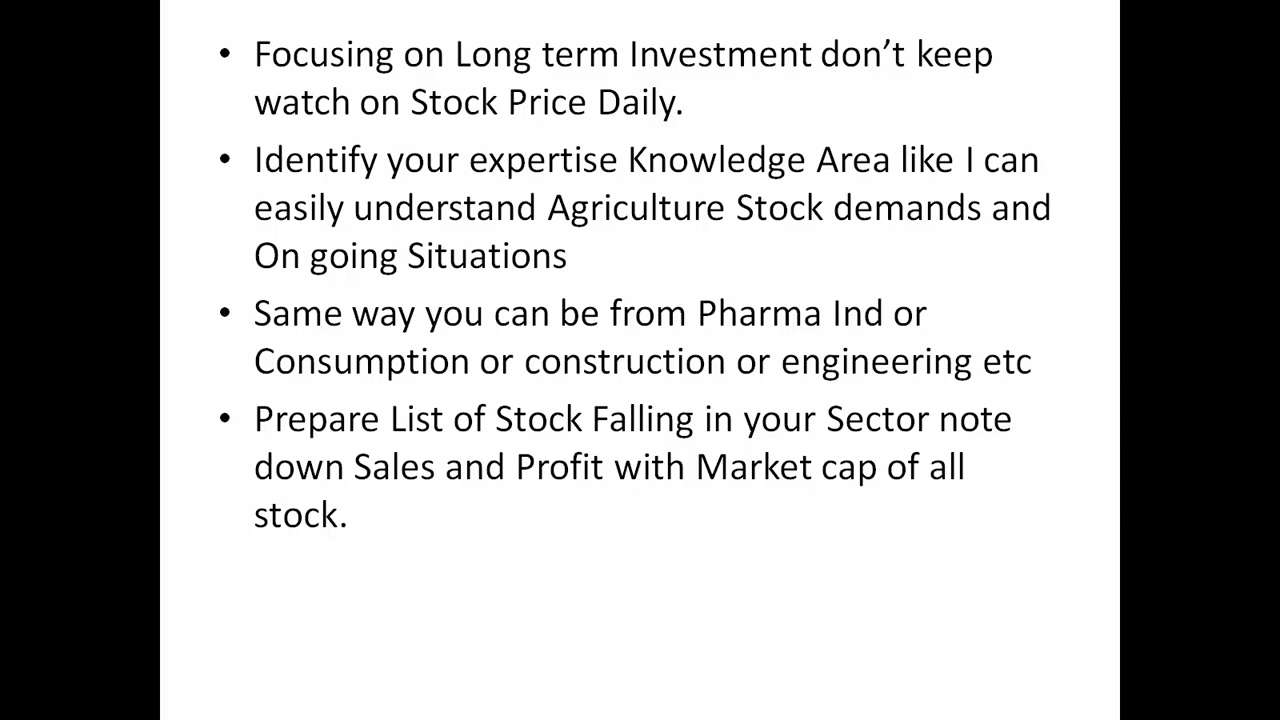 • Focusing on Long term Investment don’t keep
watch on Stock Price Daily.
• Identify your expertise Knowledge Area like I can
easily understand Agriculture Stock demands and
On going Situations
• Same way you can be from Pharma Ind or
Consumption or construction or engineering etc
• Prepare List of Stock Falling in your Sector note
down Sales and Profit with Market cap of all
stock.